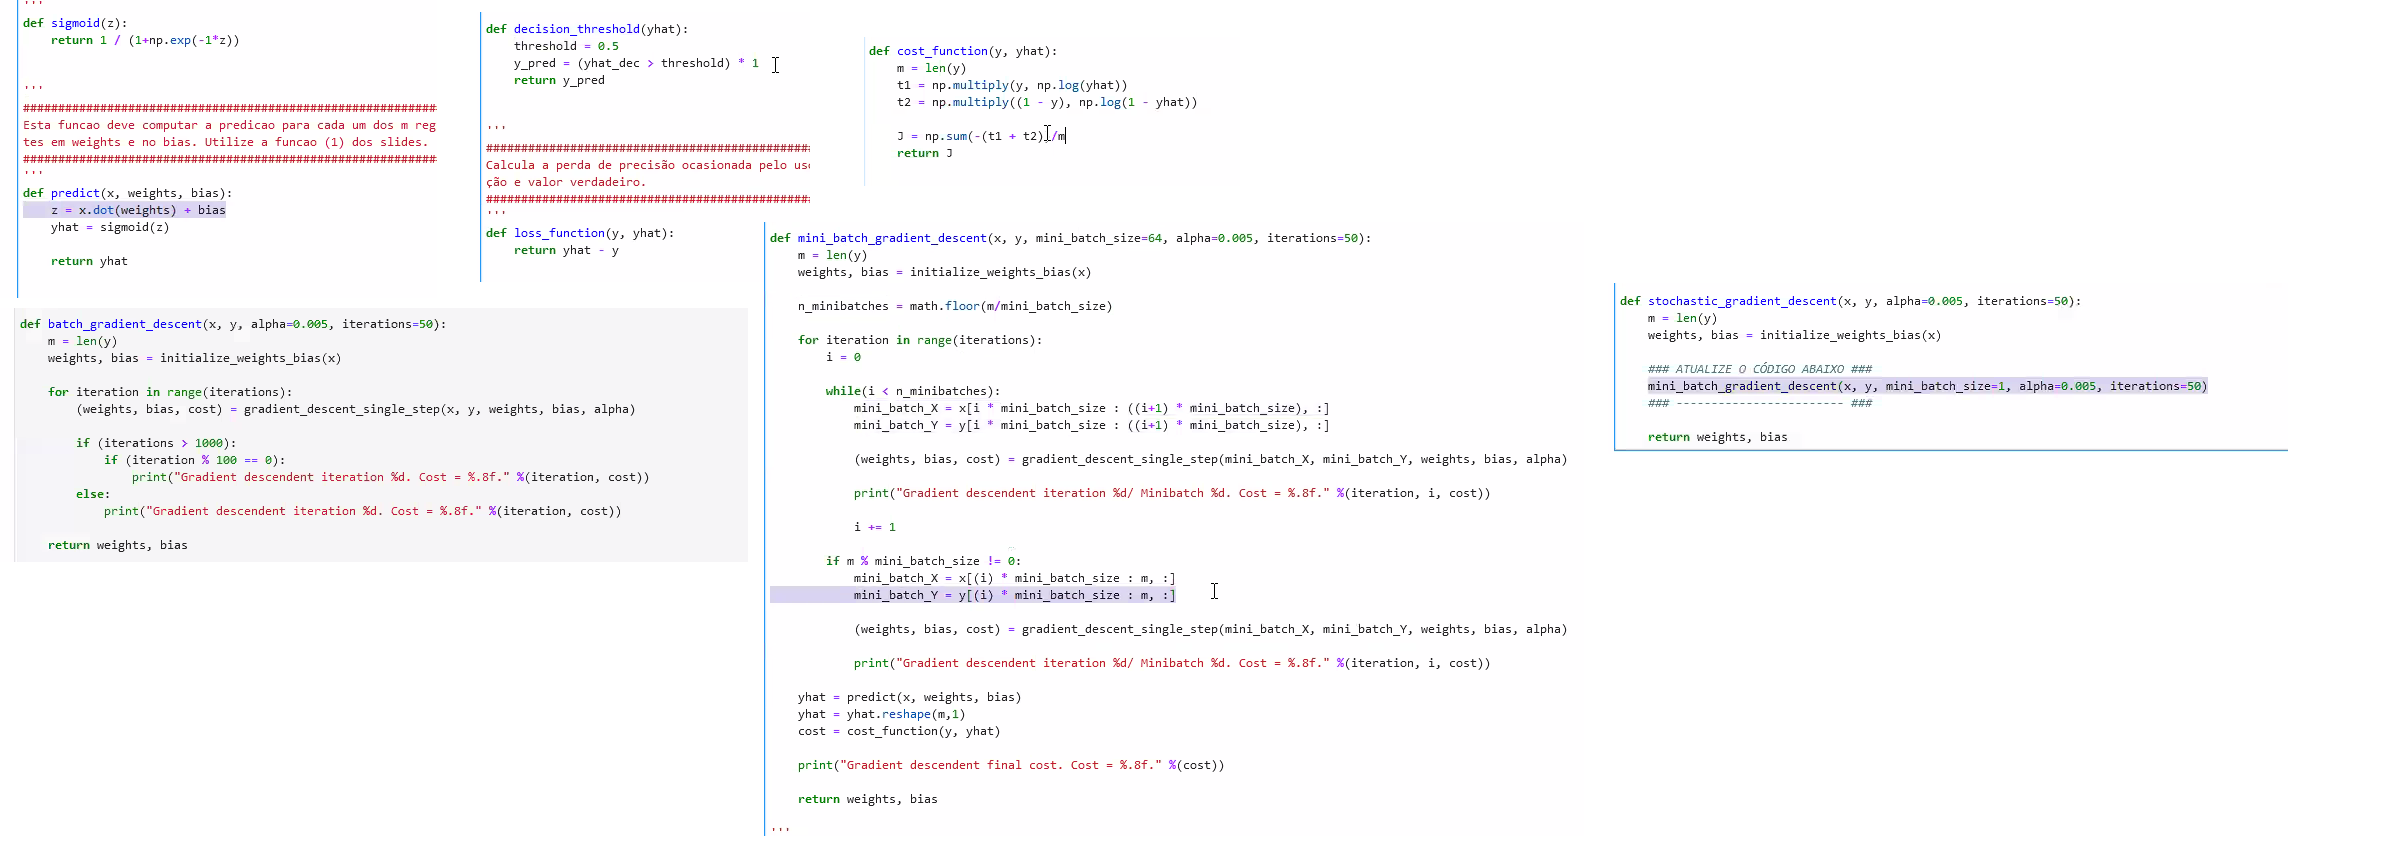 '''
def sigmoid(z):
    return 1 / (1+np.exp(-1*z))
'''
###########################################################
Esta funcao deve computar a predicao para cada um dos m reg
tes em weights e no bias. Utilize a funcao (1) dos slides.
###########################################################
'''
def predict(x, weights, bias):
    z = x.dot(weights) + bias
    yhat = sigmoid(z)
    return yhat
def decision_threshold(yhat):
    threshold = 0.5
    y_pred = (yhat_dec > threshold) * 1
    return y_pred
'''
##############################################
Calcula a perda de precisão ocasionada pelo uso
ção e valor verdadeiro.
##############################################
'''
def loss_function(y, yhat):
    return yhat - y
def cost_function(y, yhat):
    m = len(y)
    t1 = np.multiply(y, np.log(yhat))
    t2 = np.multiply((1 - y), np.log(1 - yhat))
    J = np.sum(-(t1 + t2))/m
    return J
def batch_gradient_descent(x, y, alpha=0.005, iterations=50):
    m = len(y)
    weights, bias = initialize_weights_bias(x)
    for iteration in range(iterations):
        (weights, bias, cost) = gradient_descent_single_step(x, y, weights, bias, alpha)
        if (iterations > 1000):
            if (iteration % 100 == 0):
                print("Gradient descendent iteration %d. Cost = %.8f." %(iteration, cost))
        else:
            print("Gradient descendent iteration %d. Cost = %.8f." %(iteration, cost))
    return weights, bias
def mini_batch_gradient_descent(x, y, mini_batch_size=64, alpha=0.005, iterations=50):
    m = len(y)
    weights, bias = initialize_weights_bias(x)
    n_minibatches = math.floor(m/mini_batch_size)
    for iteration in range(iterations):
        i = 0
        while(i < n_minibatches):
            mini_batch_X = x[i * mini_batch_size : ((i+1) * mini_batch_size), :]
            mini_batch_Y = y[i * mini_batch_size : ((i+1) * mini_batch_size), :]
            (weights, bias, cost) = gradient_descent_single_step(mini_batch_X, mini_batch_Y, weights, bias, alpha)
            print("Gradient descendent iteration %d/ Minibatch %d. Cost = %.8f." %(iteration, i, cost))
            i += 1
        if m % mini_batch_size != 0:
            mini_batch_X = x[(i) * mini_batch_size : m, :]
            mini_batch_Y = y[(i) * mini_batch_size : m, :]
            (weights, bias, cost) = gradient_descent_single_step(mini_batch_X, mini_batch_Y, weights, bias, alpha)
            print("Gradient descendent iteration %d/ Minibatch %d. Cost = %.8f." %(iteration, i, cost))
    yhat = predict(x, weights, bias)
    yhat = yhat.reshape(m,1)
    cost = cost_function(y, yhat)
    print("Gradient descendent final cost. Cost = %.8f." %(cost))
    return weights, bias
'''
def stochastic_gradient_descent(x, y, alpha=0.005, iterations=50):
    m = len(y)
    weights, bias = initialize_weights_bias(x)
    ### ATUALIZE O CÓDIGO ABAIXO ###
    mini_batch_gradient_descent(x, y, mini_batch_size=1, alpha=0.005, iterations=50)
    ### ------------------------ ###
    return weights, bias